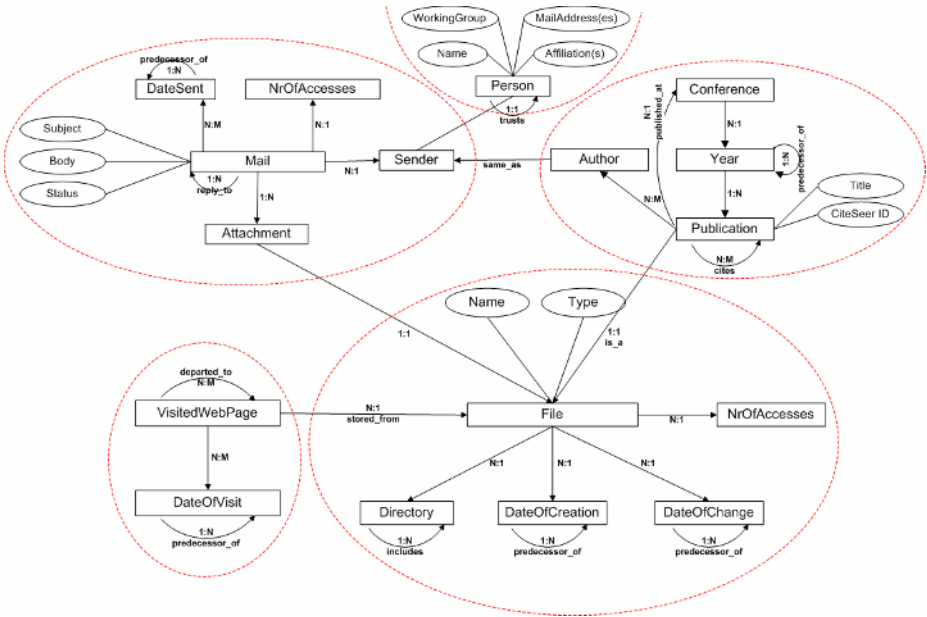 WorkingGroup
MailAddress(es)
Name
Affiliation(s)
Person
1:1
trusts
predecessor_of
1:N
DateSent
NrOfAccesses
N:M
N:1
Subject
Body
Status
Mail
1:N
reply_to
N:1
Sender
1:N
Attachment
same_as
Author
N:1
published_at
Conference
N:1
Year
1:N
predecessor_of
1:N
N:M
Publication
Title
CiteSeer ID
N:M
cites
Name
Type
1:1
1:1
is_a
departed_to
N:M
VisitedWebPage
N:1
stored_from
File
N:1
NrOfAccesses
N:M
N:1
N:1
N:1
DateOfVisit
1:N
predecessor_of
Directory
1:N
includes
DateOfCreation
1:N
predecessor_of
DateOfChange
1:N
predecessor_of